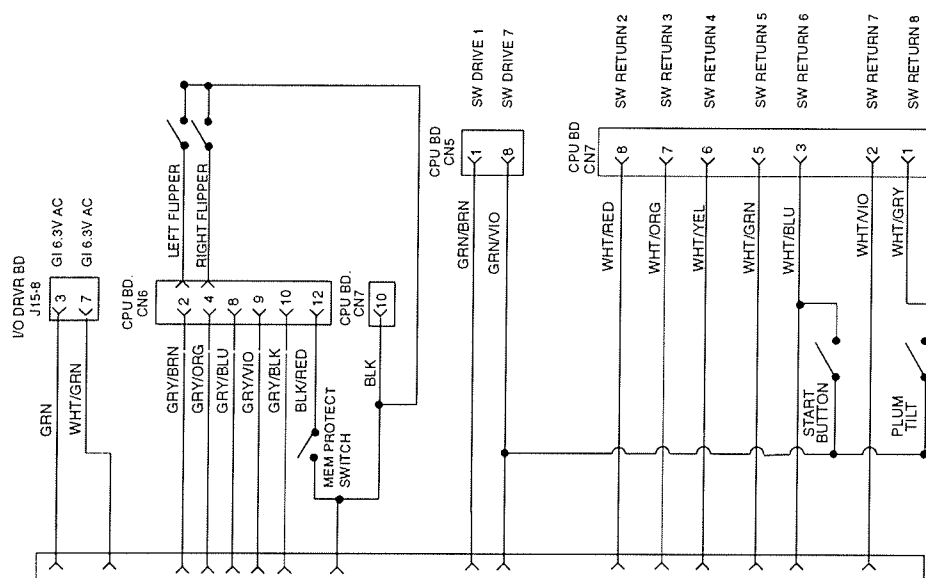 I/O DRVR BD
J15-8
3
7
GI 6.3V AC
GI 6.3V AC
GRN
WHT/GRN
LEFT FLIPPER
RIGHT FLIPPER
CPU BD.
CN6
2
4
8
9
10
12
GRY/BRN
GRY/ORG
GRY/BLU
GRY/VIO
GRY/BLK
BLK/RED
MEM PROTECT
SWITCH
CPU BD.
CN7
10
BLK
CPU BD
CN5
1
8
SW DRIVE 1
SW DRIVE 7
GRN/BRN
GRN/VIO
CPU BD
CN7
8
7
6
5
3
2
1
SW RETURN 2
SW RETURN 3
SW RETURN 4
SW RETURN 5
SW RETURN 6
SW RETURN 7
SW RETURN 8
WHT/RED
WHT/ORG
WHT/YEL
WHT/GRN
WHT/BLU
WHT/VIO
WHT/GRY
START
BUTTON
PLUM
TILT